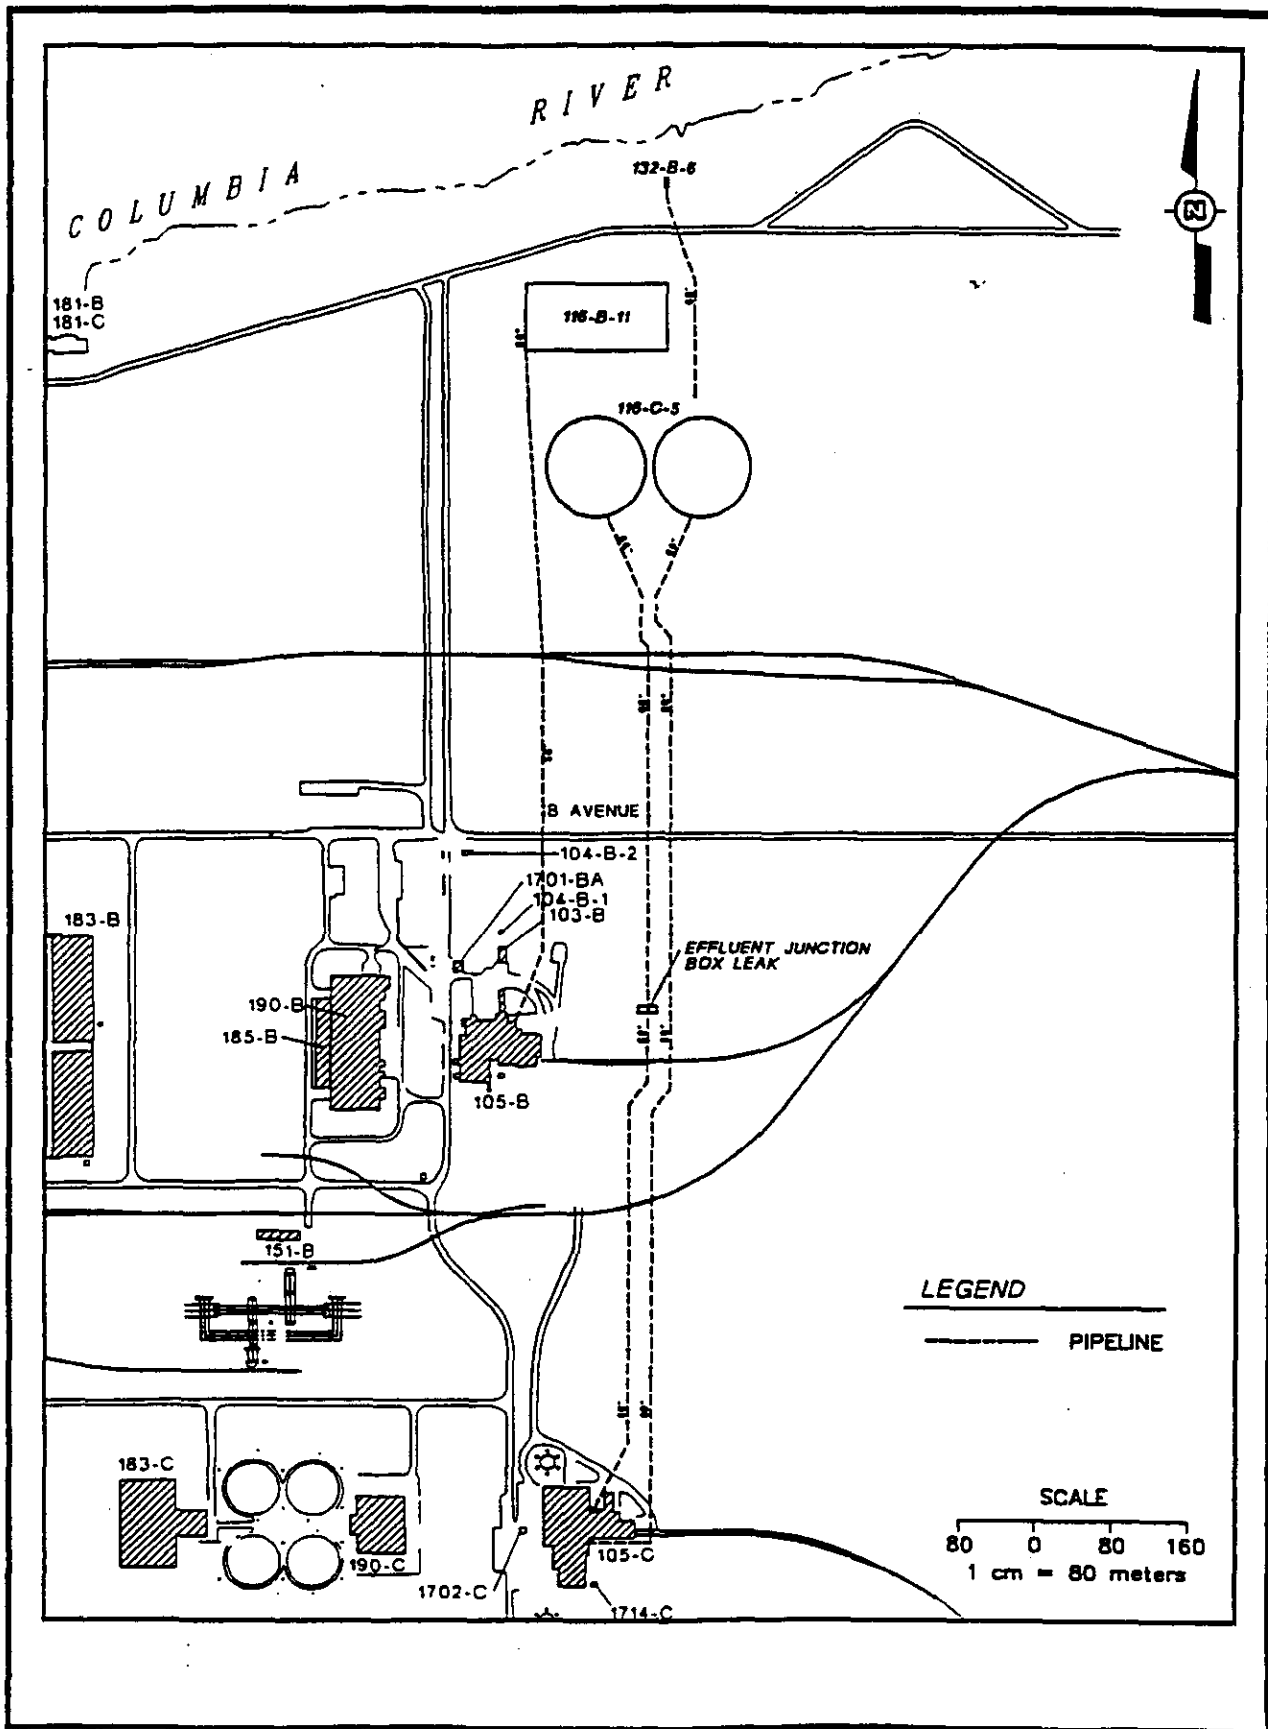 COLUMBIA RIVER
132-B-6
N
181-B
181-C
116-B-11
116-C-5
B AVENUE
104-B-2
1701-BA
104-B-1
103-B
183-B
EFFLUENT JUNCTION
BOX LEAK
190-B
185-B
105-B
151-B
LEGEND
PIPELINE
183-C
SCALE
80 0 80 160
1 cm = 80 meters
105-C
190-C
1702-C
1714-C